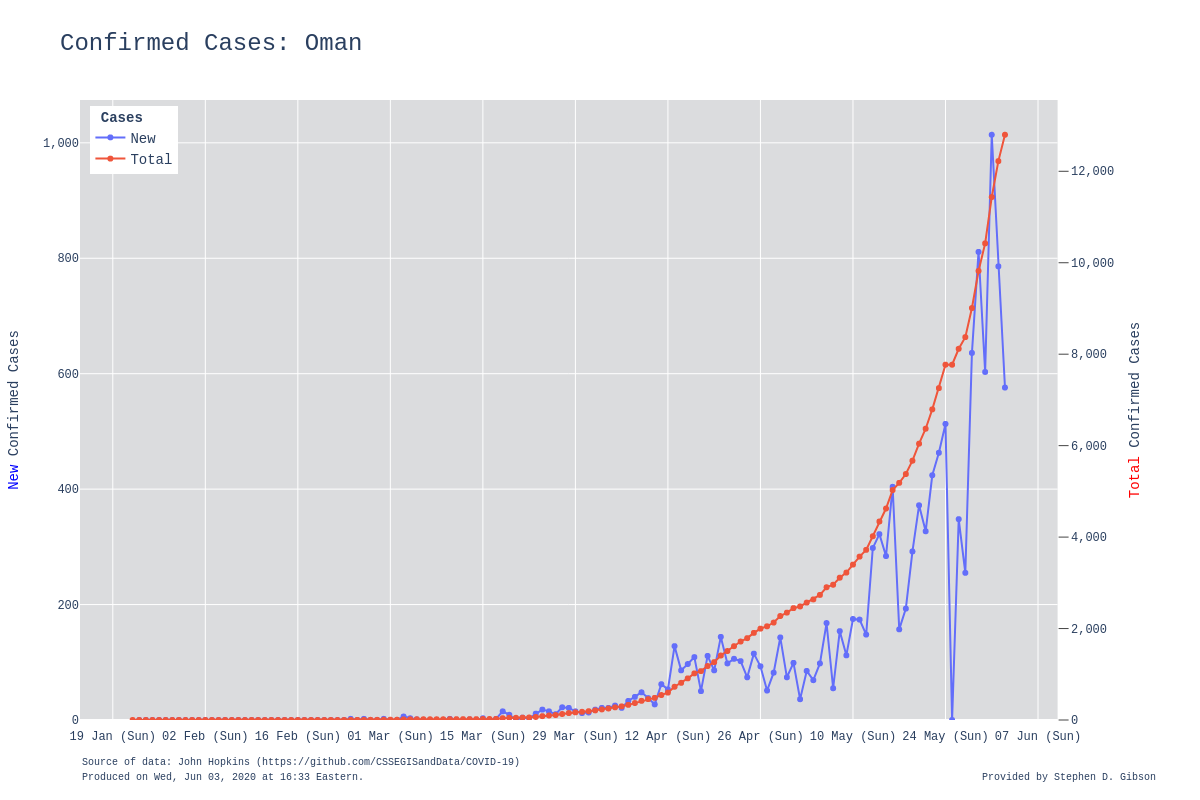 Confirmed Cases: Oman
Cases
New
Total
1,000
800
600
400
200
0
New Confirmed Cases
12,000
10,000
8,000
6,000
4,000
2,000
0
Total Confirmed Cases
19 Jan (Sun) 02 Feb (Sun) 16 Feb (Sun) 01 Mar (Sun) 15 Mar (Sun) 29 Mar (Sun) 12 Apr (Sun) 26 Apr (Sun) 10 May (Sun) 24 May (Sun) 07 Jun (Sun)
Source of data: John Hopkins (https://github.com/CSSEGISandData/COVID-19)
Produced on Wed, Jun 03, 2020 at 16:33 Eastern.
Provided by Stephen D. Gibson